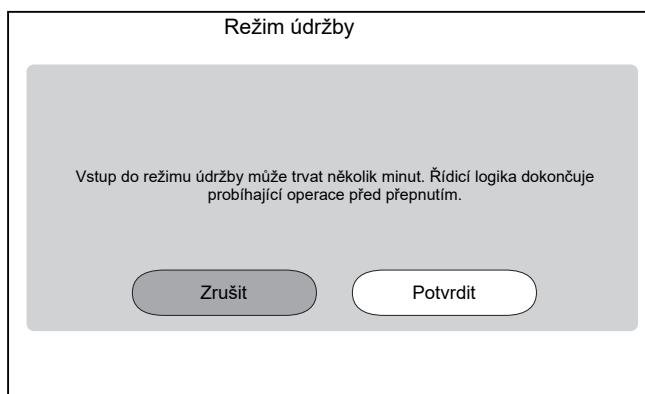 Režim údržby
Vstup do režimu údržby může trvat několik minut. Řídicí logika dokončuje
probíhající operace před přepnutím.
Zrušit
Potvrdit